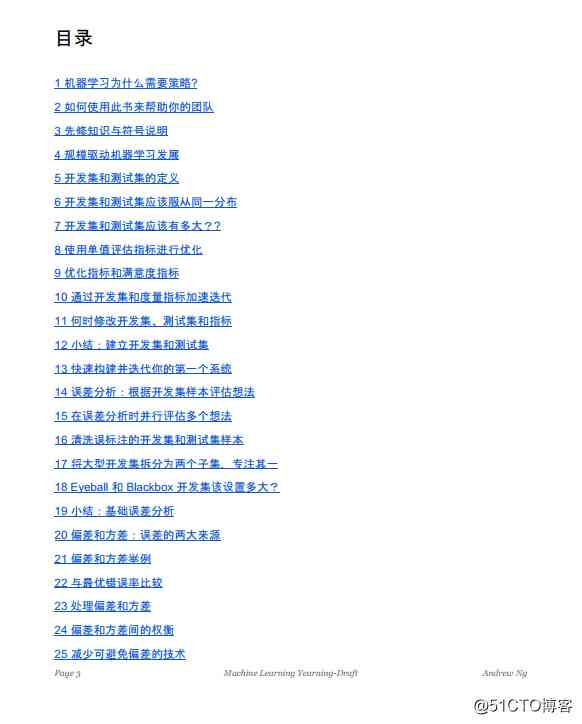 目录
1 机器学习为什么需要策略?
2 如何使用此书来帮助你的团队
3 先修知识与符号说明
4 规模驱动机器学习发展
5 开发集和测试集的定义
6 开发集和测试集应该服从同一分布
7 开发集和测试集应该有多大？?
8 使用单值评估指标进行优化
9 优化指标和满意度指标
10 通过开发集和度量指标加速迭代
11 何时修改开发集、测试集和指标
12 小结：建立开发集和测试集
13 快速构建并迭代你的第一个系统
14 误差分析：根据开发集样本评估想法
15 在误差分析时并行评估多个想法
16 清洗误标注的开发集和测试集样本
17 将大型开发集拆分为两个子集，专注其一
18 Eyeball 和 Blackbox 开发集该设置多大？
19 小结：基础误差分析
20 偏差和方差：误差的两大来源
21 偏差和方差举例
22 与最优错误率比较
23 处理偏差和方差
24 偏差和方差间的权衡
25 减少可避免偏差的技术
Page 3 Machine Learning Yearning-Draft Andrew Ng
@51CTO博客